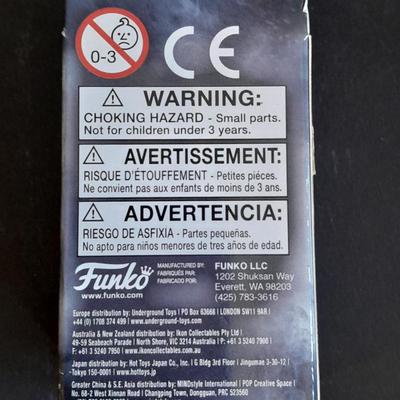 0-3
CE
WARNING:
CHOKING HAZARD - Small parts.
Not for children under 3 years.
AVERTISSEMENT:
RISQUE D'ÉTOUFFEMENT - Petites piéces.
Ne convient pas aux enfants de moins de 3 ans.
ADVERTENCIA:
RIESGO DE ASFIXIA - Partes pequeñas.
No apto para niños menores de tres años de edad.
Funko
www.funko.com
MANUFACTURED BY:
FABRIQUÉS PAR:
FABRICADO POR:
FUNKO LLC
1202 Shuksan Way
Everett, WA 98203
(425) 783-3616
Europe distribution by: Underground Toys | PO Box 63668 | LONDON SW11 9AR |
+44 (0) 1708 374 499 | www.underground-toys.com
Australia & New Zealand distribution by: Ikon Collectables Pty Ltd |
49-59 Seabeach Parade | North Shore, VIC 3214 Australia | P: +61 3 5240 7900 |
F: +61 3 5240 7950 | www.ikoncollectables.com
Japan distribution by: Hot Toys Japan Co., Inc. | G Bldg 3rd Floor | Jingumae 3-30-12 |
Tokyo 150-0001 | www.hottoys.jp
Greater China & S.E. Asia distribution by: MINDstyle International | POP Creative Space |
No. 68-2 West Xinnan Road | Changping Town, Dongguan, PRC 523560